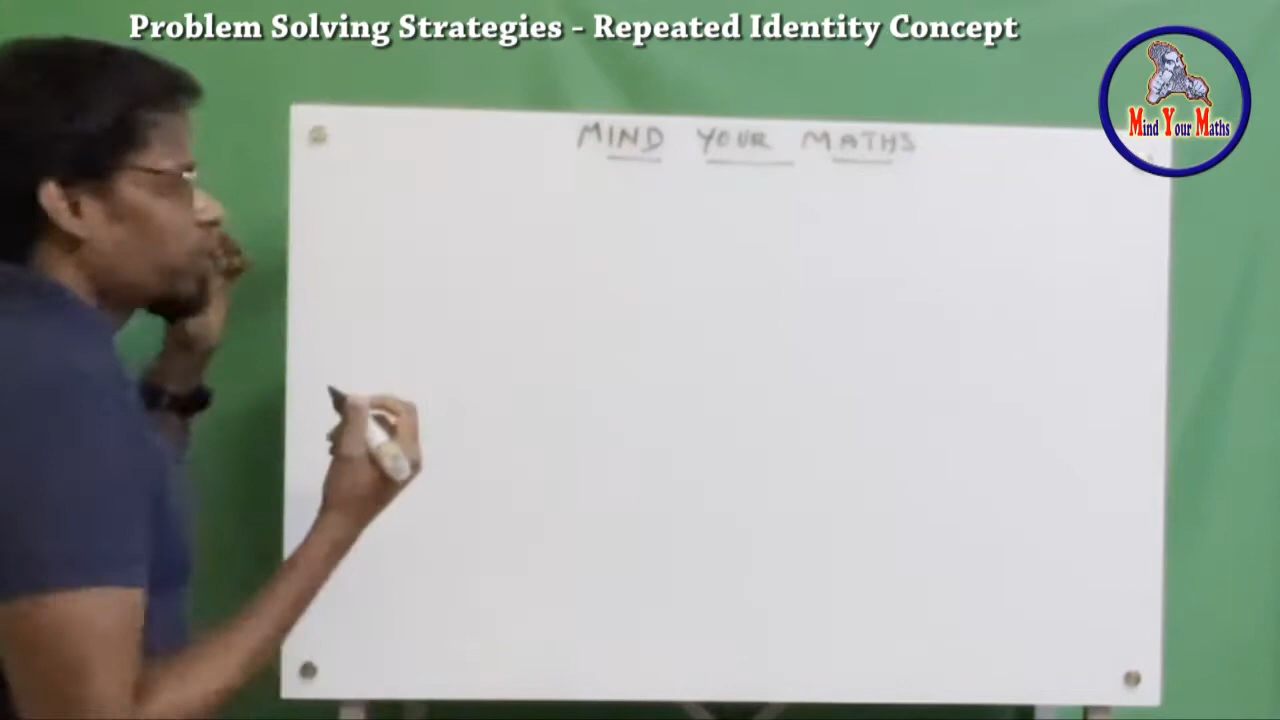 Problem Solving Strategies - Repeated Identity Concept
Mind Your Maths
MIND YOUR MATHS